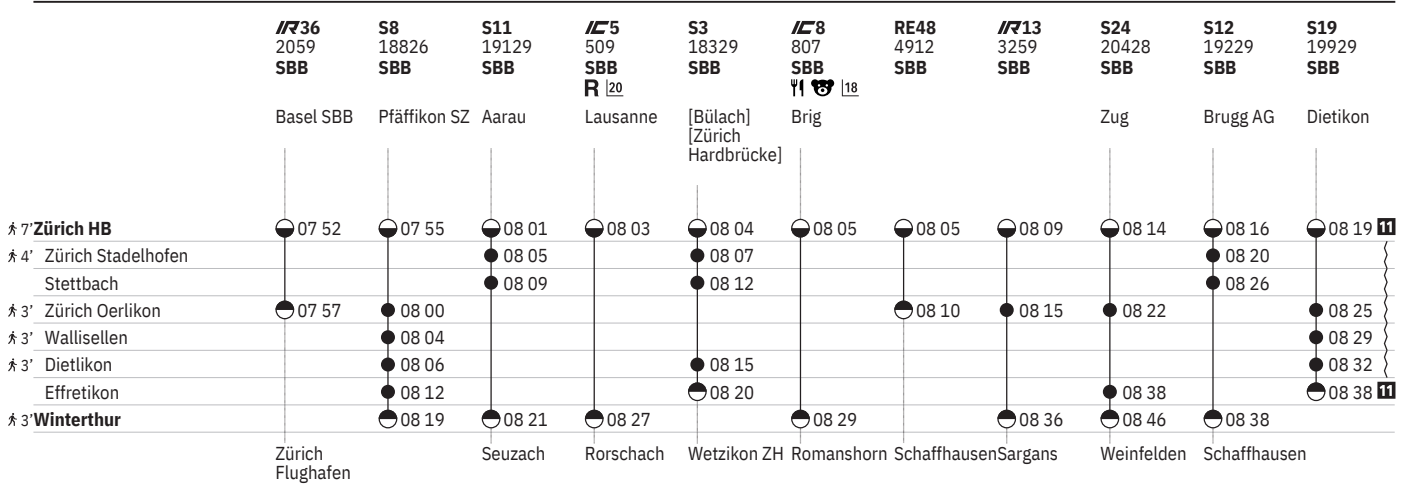 IR36 S8 S11 IC5 S3 IC8 RE48 IR13 S24 S12 S19
2059 18826 19129 509 18329 807 4912 3259 20428 19229 19929
SBB SBB SBB SBB SBB SBB SBB SBB SBB SBB SBB
R 20 18
Basel SBB Pfäffikon SZ Aarau Lausanne [Bülach] Brig Zug Brugg AG Dietikon
[Zürich
Hardbrücke]
7' Zürich HB 07 52 07 55 08 01 08 03 08 04 08 05 08 05 08 09 08 14 08 16 08 19 11
4' Zürich Stadelhofen 08 05 08 07 08 20
Stettbach 08 09 08 12 08 26
3' Zürich Oerlikon 07 57 08 00 08 10 08 15 08 22 08 25
3' Wallisellen 08 04 08 29
3' Dietlikon 08 06 08 15 08 32
Effretikon 08 12 08 20 08 38 08 38 11
3' Winterthur 08 19 08 21 08 27 08 29 08 36 08 46 08 38
Zürich Seuzach Rorschach Wetzikon ZH Romanshorn Schaffhausen Sargans Weinfelden Schaffhausen
Flughafen